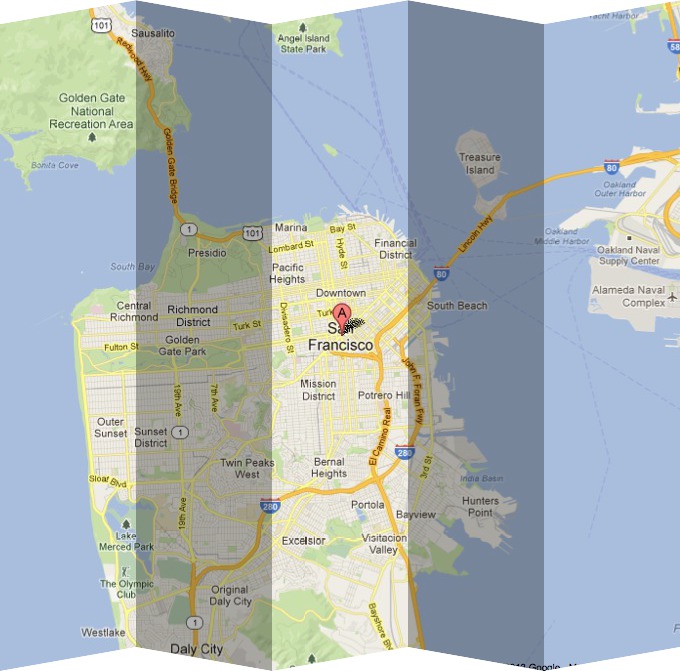 Yacht Harbor
101
Sausalito
Angel Island
State Park
58
Redwood Hwy
Golden Gate
National
Recreation Area
Bonita Cove
Golden Gate Bridge
Treasure
Island
80
Oakland
Outer Harbor
Lincoln Hwy
1
101
Marina
Bay St
Lombard St
Hyde St
Financial
District
Oakland
Middle Harbor
Oakland Naval
Supply Center
Presidio
South Bay
Pacific
Heights
80
Alameda Naval
Complex
Downtown
Central
Richmond
Richmond
District
Divisadero St
A
South Beach
Turk St
San
Francisco
Fulton St
Golden
Gate Park
19th Ave
7th Ave
Mission
District
Potrero Hill
John F. Foran Fwy
Outer
Sunset
Sunset
District
1
El Camino Real
280
3rd St
Twin Peaks
West
Bernal
Heights
India Basin
Sloat Blvd
280
Portola
Bayview
Hunters
Point
19th Ave
Lake
Merced Park
Excelsior
Visitacion
Valley
The Olympic
Club
Original
Daly City
1
Bayshore Blvd
Westlake
Daly City